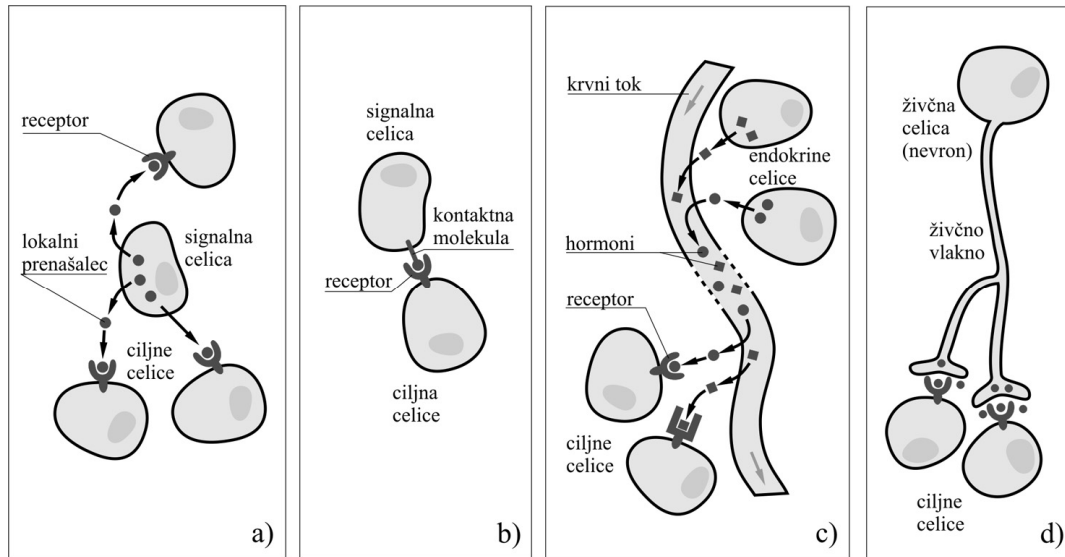 receptor
lokalni
prenašalec
signalna
celica
ciljne
celice
a)
signalna
celica
kontaktna
molekula
receptor
ciljna
celice
b)
krvni tok
endokrine
celice
hormoni
receptor
ciljne
celice
c)
živčna
celica
(nevron)
živčno
vlakno
ciljne
celice
d)